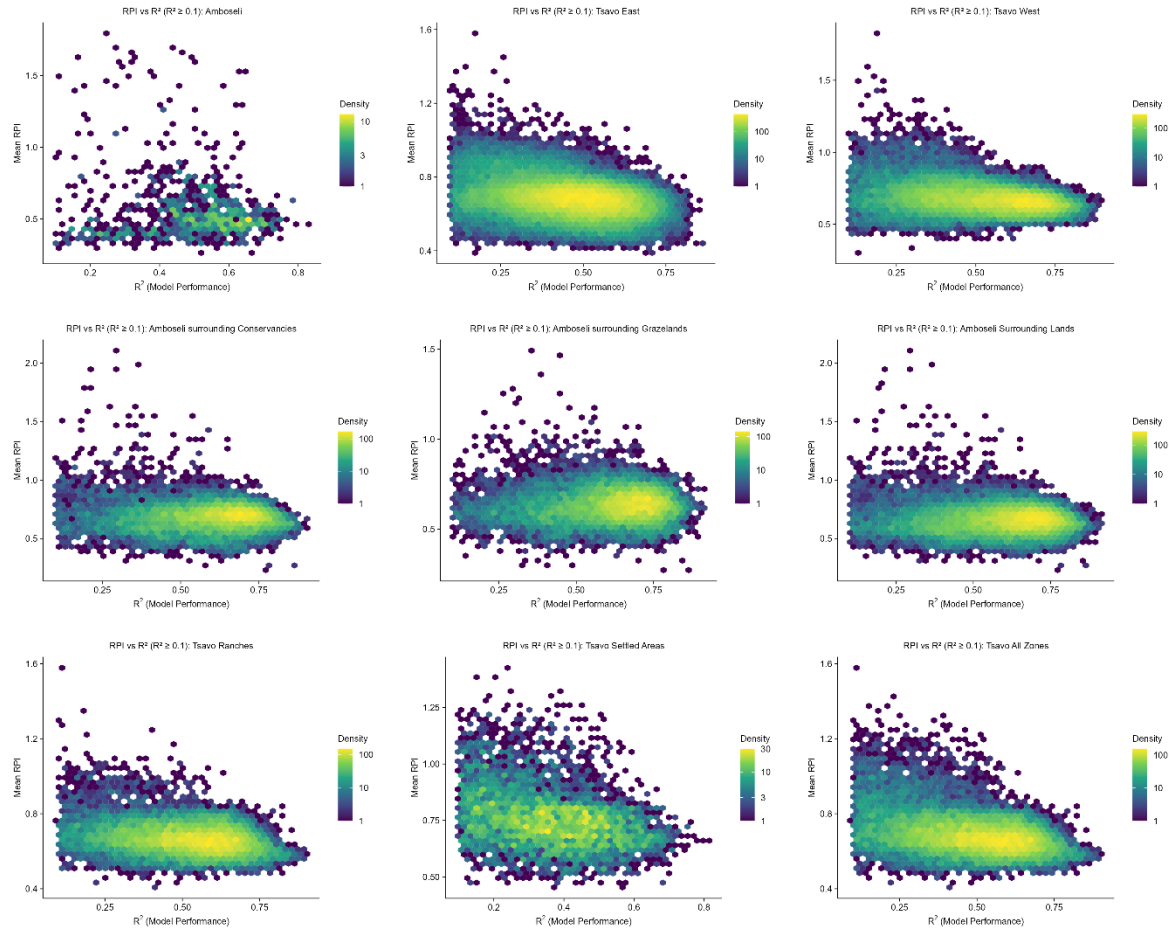 RPI vs R² (R² ≥ 0.1): Amboseli
Mean RPI
1.5
1.0
0.5
0.2
0.4
0.6
0.8
R² (Model Performance)
Density
10
3
1
RPI vs R² (R² ≥ 0.1): Tsavo East
Mean RPI
1.6
1.2
0.8
0.4
0.25
0.50
0.75
R² (Model Performance)
Density
100
10
1
RPI vs R² (R² ≥ 0.1): Tsavo West
Mean RPI
1.5
1.0
0.5
0.25
0.50
0.75
R² (Model Performance)
Density
100
10
1
RPI vs R² (R² ≥ 0.1): Amboseli surrounding Conservancies
Mean RPI
2.0
1.5
1.0
0.5
0.25
0.50
0.75
R² (Model Performance)
Density
100
10
1
RPI vs R² (R² ≥ 0.1): Amboseli surrounding Grazelands
Mean RPI
1.5
1.0
0.5
0.25
0.50
0.75
R² (Model Performance)
Density
100
10
1
RPI vs R² (R² ≥ 0.1): Amboseli Surrounding Lands
Mean RPI
2.0
1.5
1.0
0.5
0.25
0.50
0.75
R² (Model Performance)
Density
100
10
1
RPI vs R² (R² ≥ 0.1): Tsavo Ranches
Mean RPI
1.6
1.2
0.8
0.4
0.25
0.50
0.75
R² (Model Performance)
Density
100
10
1
RPI vs R² (R² ≥ 0.1): Tsavo Settled Areas
Mean RPI
1.25
1.00
0.75
0.50
0.2
0.4
0.6
0.8
R² (Model Performance)
Density
30
10
3
1
RPI vs R² (R² ≥ 0.1): Tsavo All Zones
Mean RPI
1.6
1.2
0.8
0.4
0.25
0.50
0.75
R² (Model Performance)
Density
100
10
1